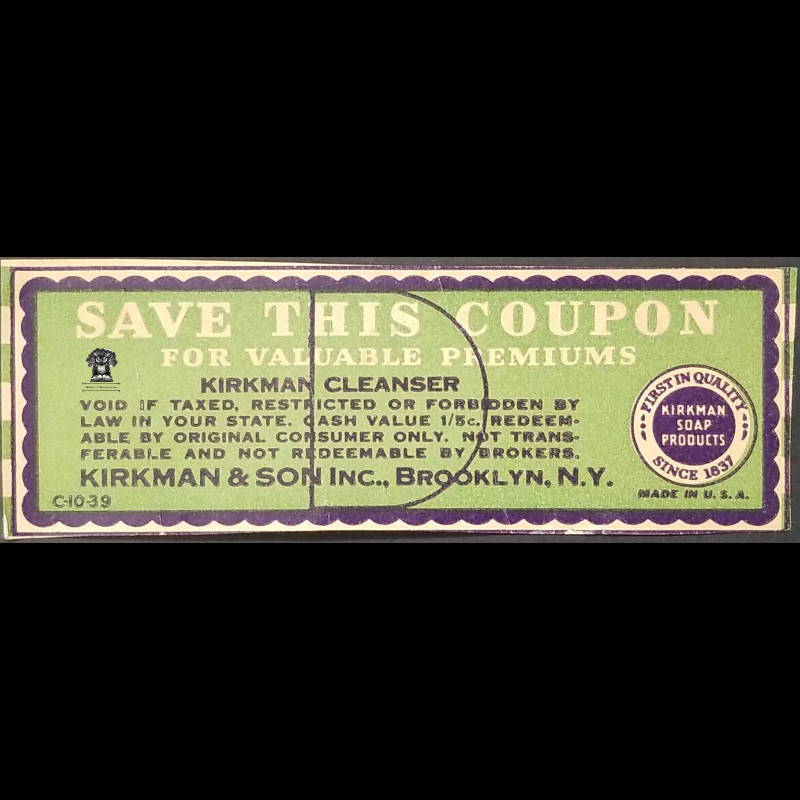 SAVE THIS COUPON
FOR VALUABLE PREMIUMS
KIRKMAN CLEANSER
VOID IF TAXED, RESTRICTED OR FORBIDDEN BY
LAW IN YOUR STATE. CASH VALUE 1/5c. REDEEM-
ABLE BY ORIGINAL CONSUMER ONLY. NOT TRANS-
FERABLE AND NOT REDEEMABLE BY BROKERS.
KIRKMAN & SON INC., BROOKLYN, N.Y.
C-10-39
FIRST IN QUALITY
KIRKMAN
SOAP
PRODUCTS
SINCE 1837
MADE IN U.S.A.